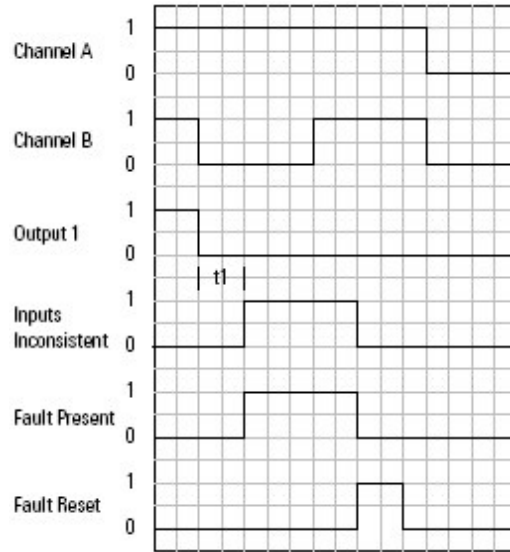 1
Channel A
0
1
Channel B
0
1
Output 1
0
t1
1
Inputs
Inconsistent
0
1
Fault Present
0
1
Fault Reset
0